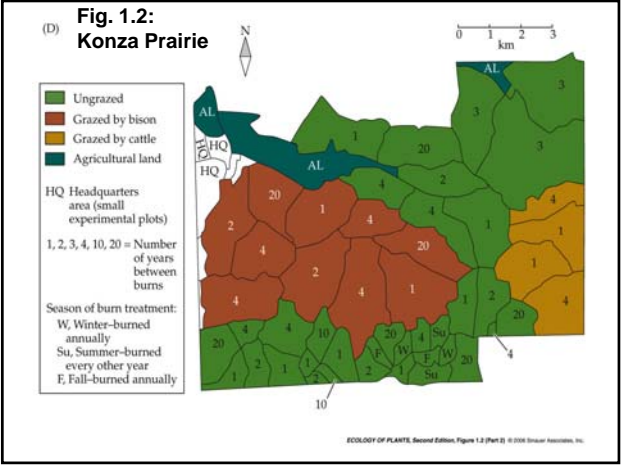 (D)
Fig. 1.2:
Konza Prairie
N
0 1 2 3
km
Ungrazed
Grazed by bison
Grazed by cattle
Agricultural land
HQ Headquarters
area (small
experimental plots)
1, 2, 3, 4, 10, 20 = Number
of years
between
burns
Season of burn treatment:
W, Winter–burned
annually
Su, Summer–burned
every other year
F, Fall–burned annually
AL
3
AL
3
HQ
HQ
HQ
1
20
3
AL
2
4
20
1
4
4
4
1
1
2
4
20
1
2
4
1
4
4
1
1
2
20
20
4
4
10
20
4
Su
F
W
F
W
20
1
2
1
1
2
1
2
1
Su
4
10
ECOLOGY OF PLANTS, Second Edition, Figure 1.2 (Part 2) © 2006 Sinauer Associates, Inc.